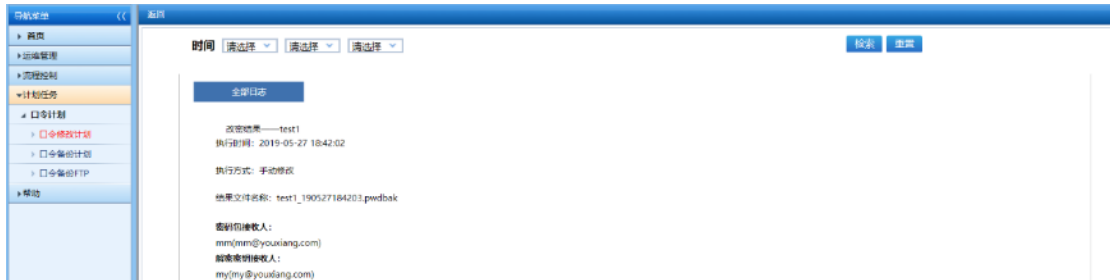 导航菜单 《 返回
首页
时间 请选择 请选择 请选择 检索 重置
运维管理
流程控制
全部日志
计划任务
口令计划
改密结果——test1
口令修改计划
执行时间：2019-05-27 18:42:02
口令备份计划
口令备份FTP
执行方式：手动修改
帮助
结果文件名称：test1_190527184203.pwdbak
密码包接收人：
mm(mm@youxiang.com)
解密密钥接收人：
my(my@youxiang.com)